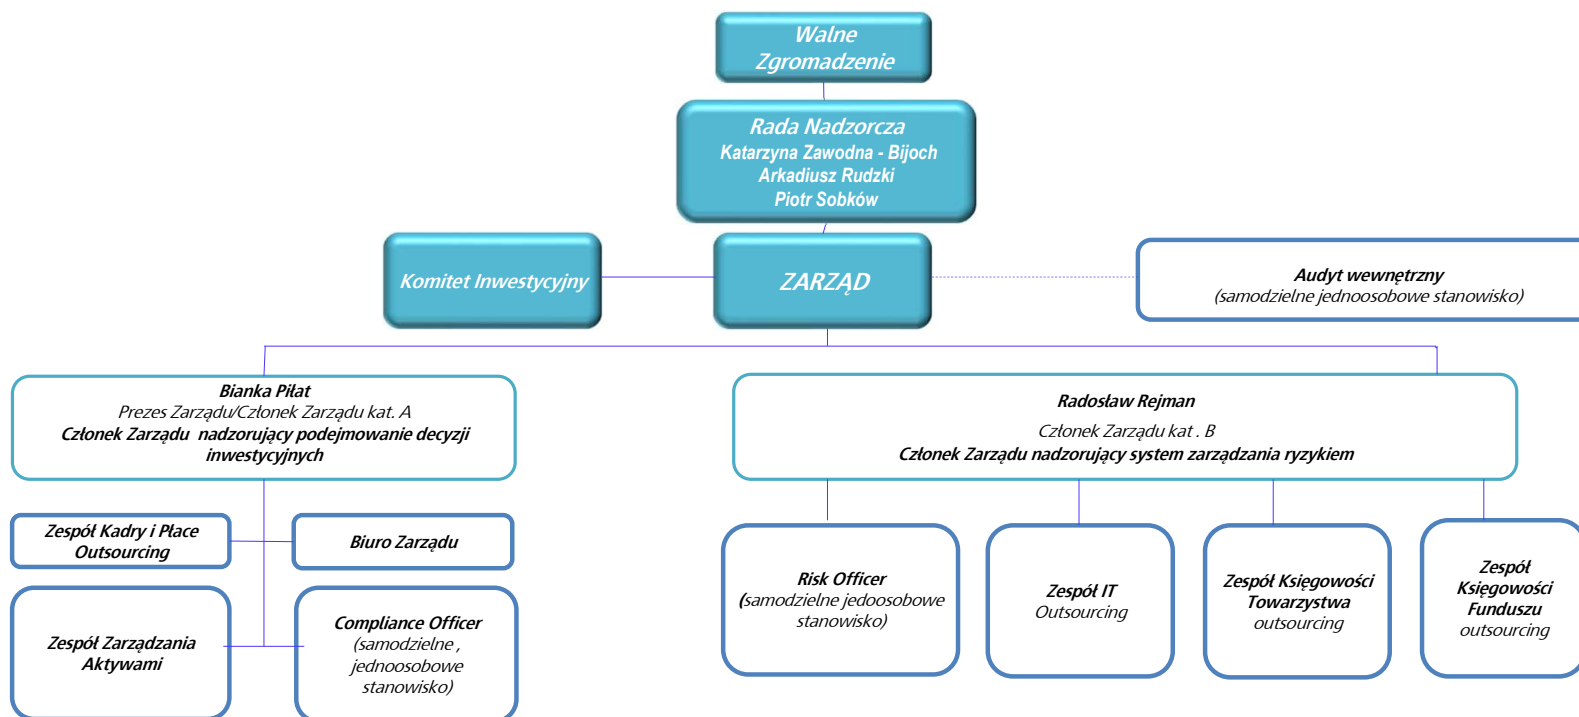 Walne
Zgromadzenie
Rada Nadzorcza
Katarzyna Zawodna - Bijoch
Arkadiusz Rudzki
Piotr Sobków
Komitet Inwestycyjny
ZARZĄD
Audyt wewnętrzny
(samodzielne jednoosobowe stanowisko)
Bianka Piłat
Prezes Zarządu/Członek Zarządu kat. A
Członek Zarządu nadzorujący podejmowanie decyzji
inwestycyjnych
Radosław Rejman
Członek Zarządu kat . B
Członek Zarządu nadzorujący system zarządzania ryzykiem
Zespół Kadry i Płace
Outsourcing
Biuro Zarządu
Zespół Zarządzania
Aktywami
Compliance Officer
(samodzielne ,
jednoosobowe
stanowisko)
Risk Officer
(samodzielne jedoosobowe
stanowisko)
Zespół IT
Outsourcing
Zespół Księgowości
Towarzystwa
outsourcing
Zespół
Księgowości
Funduszu
outsourcing